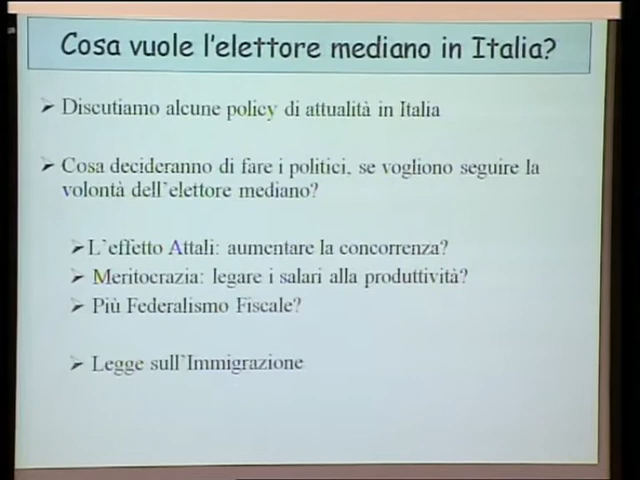 Cosa vuole l'elettore mediano in Italia?
➢ Discutiamo alcune policy di attualità in Italia
➢ Cosa decideranno di fare i politici, se vogliono seguire la
volontà dell'elettore mediano?
➢ L'effetto Attali: aumentare la concorrenza?
➢ Meritocrazia: legare i salari alla produttività?
➢ Più Federalismo Fiscale?
➢ Legge sull'Immigrazione